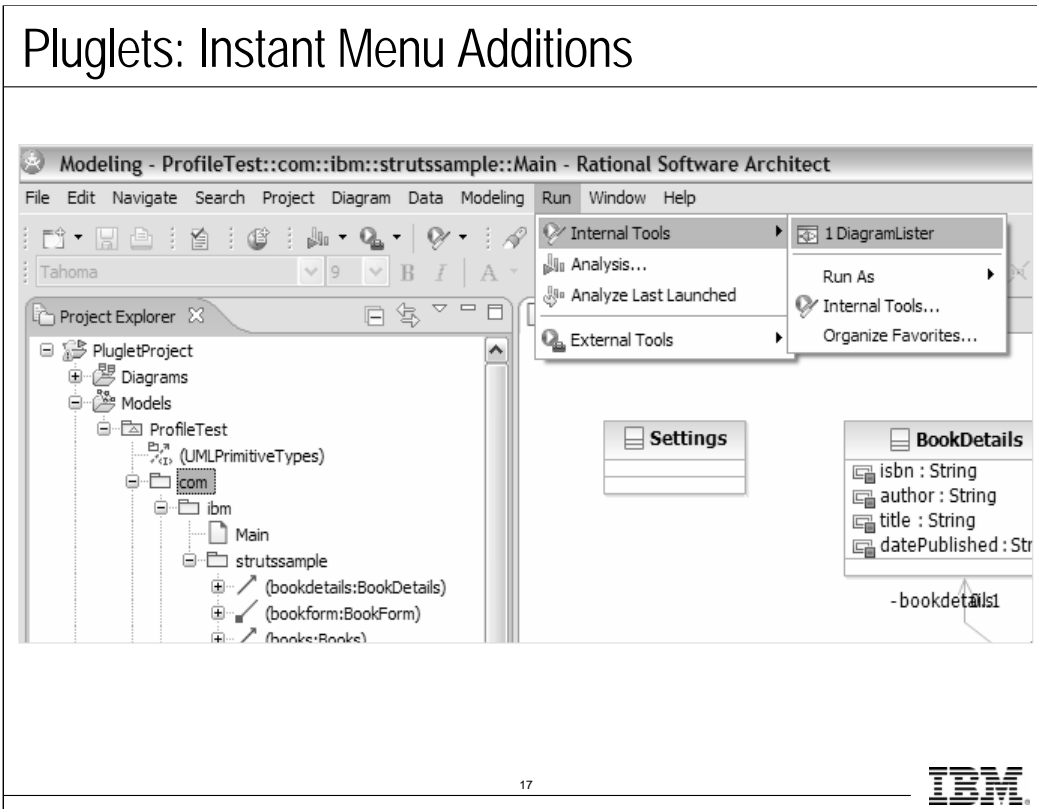 Pluglets: Instant Menu Additions
Modeling - ProfileTest::com::ibm::strutssample::Main - Rational Software Architect
File Edit Navigate Search Project Diagram Data Modeling Run Window Help
Internal Tools
Analysis...
Analyze Last Launched
External Tools
1 DiagramLister
Run As
Internal Tools...
Organize Favorites...
Tahoma 9 B I A
Project Explorer
PlugletProject
Diagrams
Models
ProfileTest
(UMLPrimitiveTypes)
com
ibm
Main
strutssample
(bookdetails:BookDetails)
(bookform:BookForm)
(books:Books)
Settings
BookDetails
isbn : String
author : String
title : String
datePublished : Str
- bookdetails
17
IBM